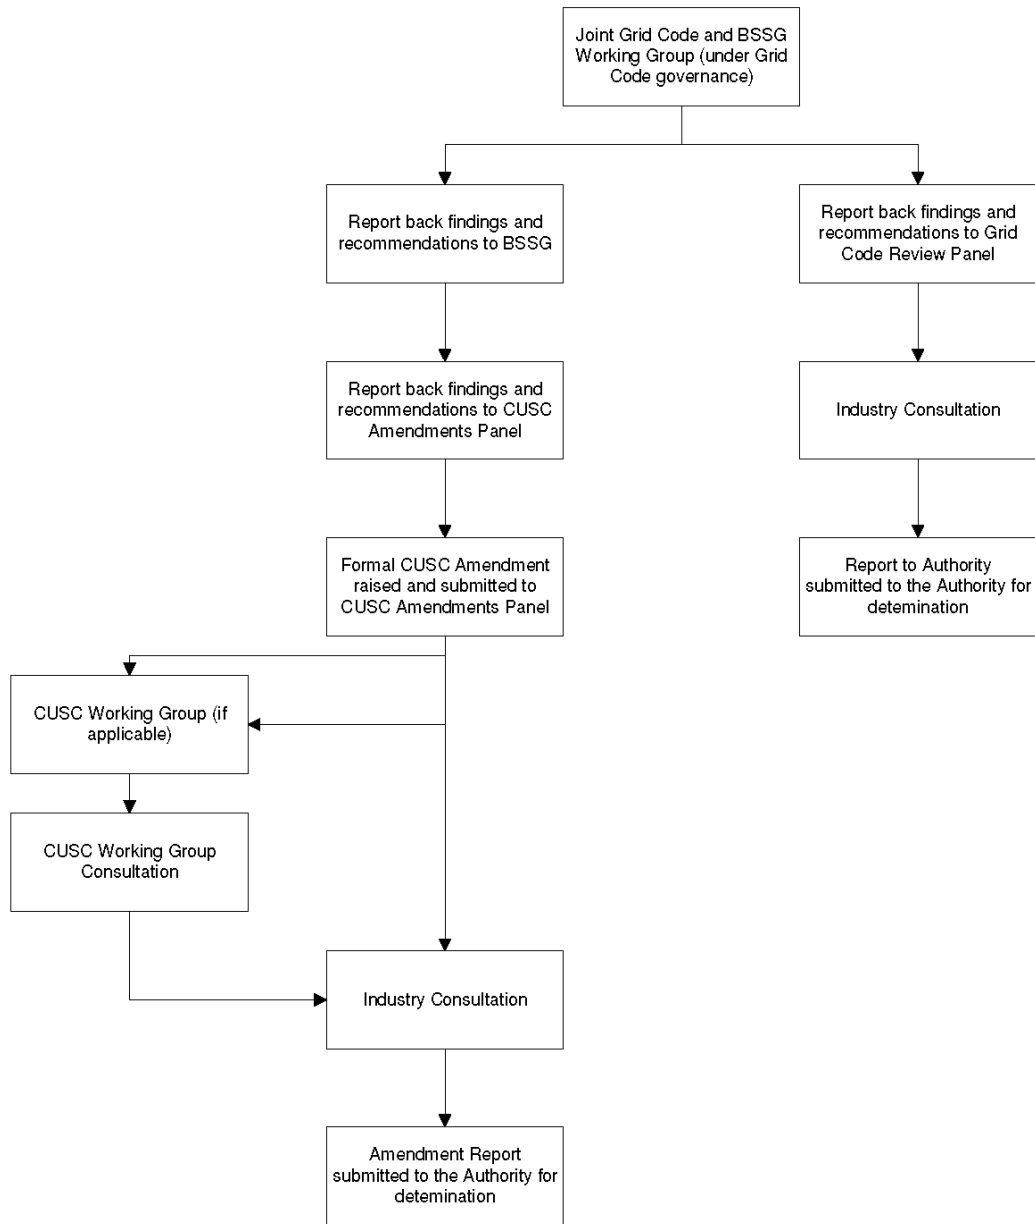 Joint Grid Code and BSSG
Working Group (under Grid
Code governance)
Report back findings and
recommendations to BSSG
Report back findings and
recommendations to Grid
Code Review Panel
Report back findings and
recommendations to CUSC
Amendments Panel
Industry Consultation
Formal CUSC Amendment
raised and submitted to
CUSC Amendments Panel
Report to Authority
submitted to the Authority for
detemination
CUSC Working Group (if
applicable)
CUSC Working Group
Consultation
Industry Consultation
Amendment Report
submitted to the Authority for
detemination